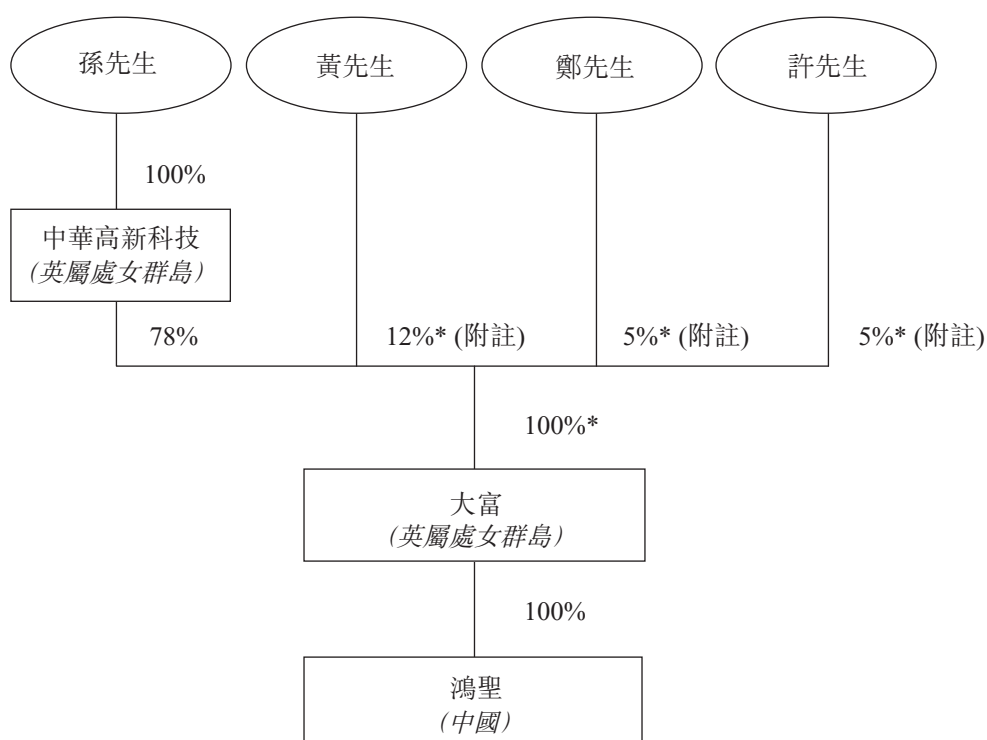 孫先生
黃先生
鄭先生
許先生
100%
中華高新科技
(英屬處女群島)
78%
12%* (附註)
5%* (附註)
5%* (附註)
100%*
大富
(英屬處女群島)
100%
鴻聖
(中國)